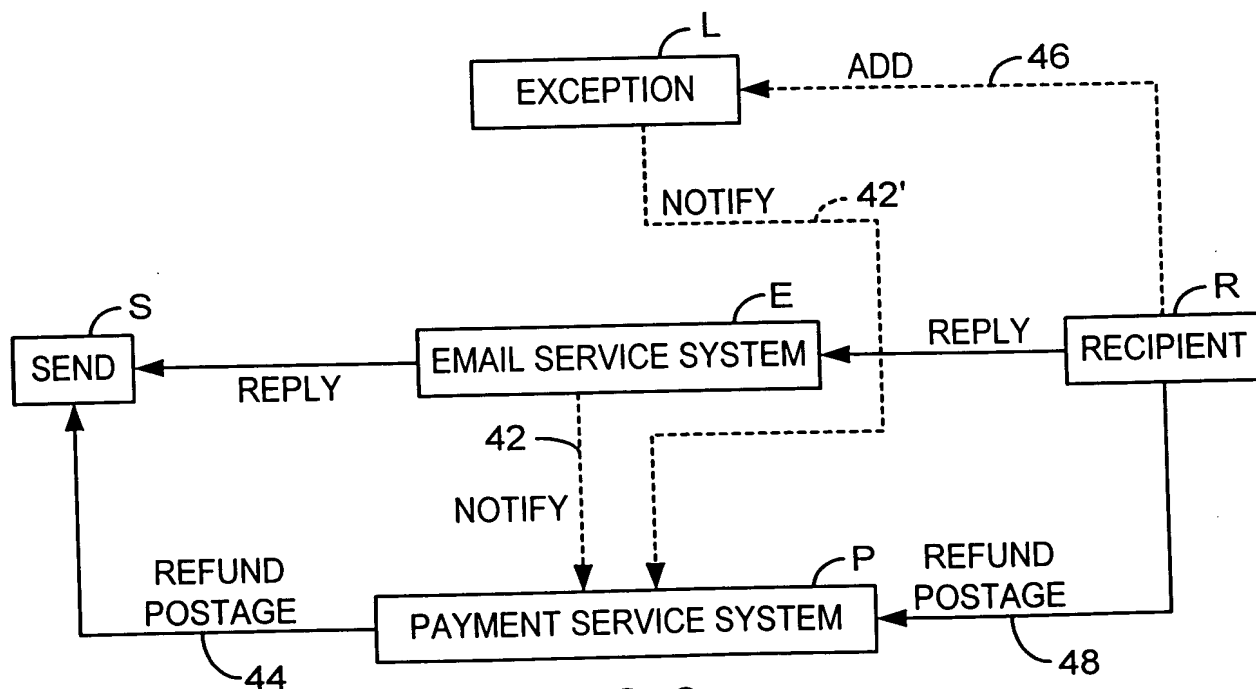 L
EXCEPTION
ADD
46
NOTIFY
42'
S
SEND
E
EMAIL SERVICE SYSTEM
REPLY
R
RECIPIENT
REPLY
42
NOTIFY
REFUND
POSTAGE
44
P
PAYMENT SERVICE SYSTEM
REFUND
POSTAGE
48